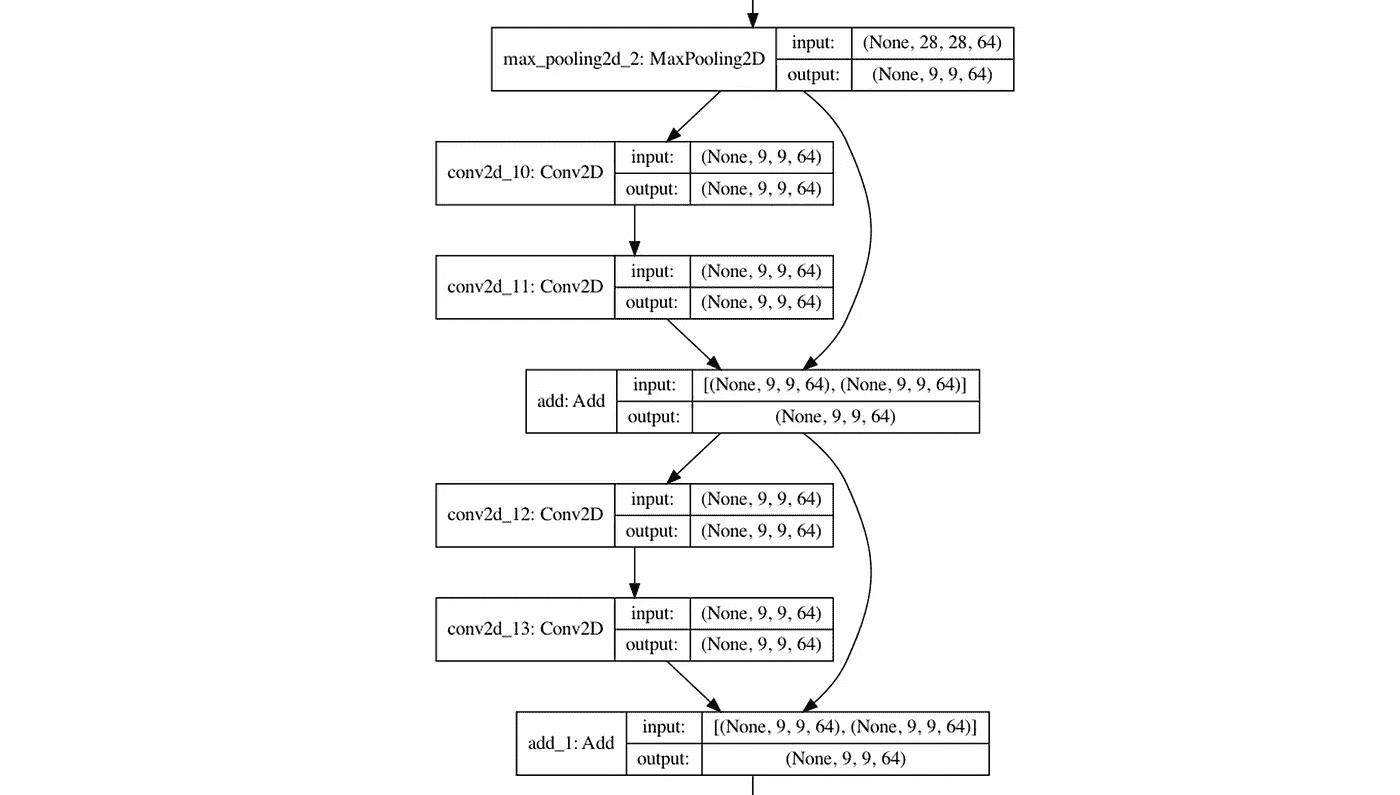 max_pooling2d_2: MaxPooling2D
input: (None, 28, 28, 64)
output: (None, 9, 9, 64)
conv2d_10: Conv2D
input: (None, 9, 9, 64)
output: (None, 9, 9, 64)
conv2d_11: Conv2D
input: (None, 9, 9, 64)
output: (None, 9, 9, 64)
add: Add
input: [(None, 9, 9, 64), (None, 9, 9, 64)]
output: (None, 9, 9, 64)
conv2d_12: Conv2D
input: (None, 9, 9, 64)
output: (None, 9, 9, 64)
conv2d_13: Conv2D
input: (None, 9, 9, 64)
output: (None, 9, 9, 64)
add_1: Add
input: [(None, 9, 9, 64), (None, 9, 9, 64)]
output: (None, 9, 9, 64)